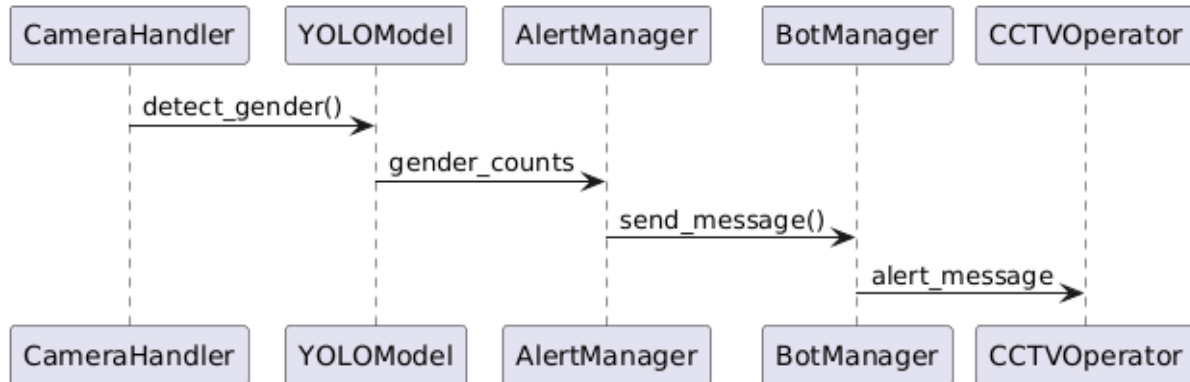 CameraHandler YOLOModel AlertManager BotManager CCTVOperator
detect_gender()
gender_counts
send_message()
alert_message
CameraHandler YOLOModel AlertManager BotManager CCTVOperator